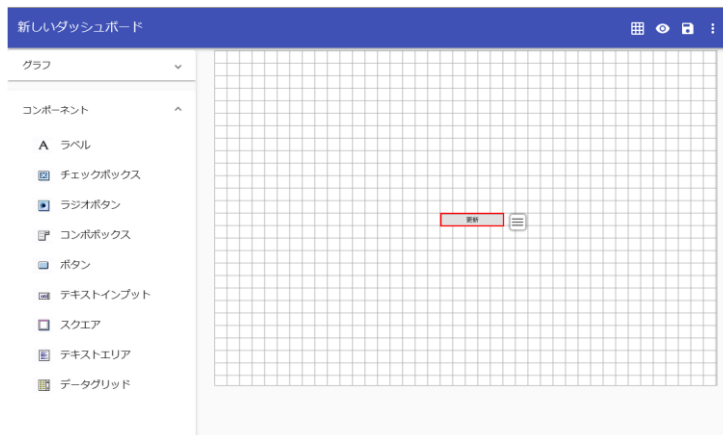 新しいダッシュボード
グラフ
コンポーネント
A ラベル
チェックボックス
ラジオボタン
コンボボックス
ボタン
テキストインプット
スクエア
テキストエリア
データグリッド
更新